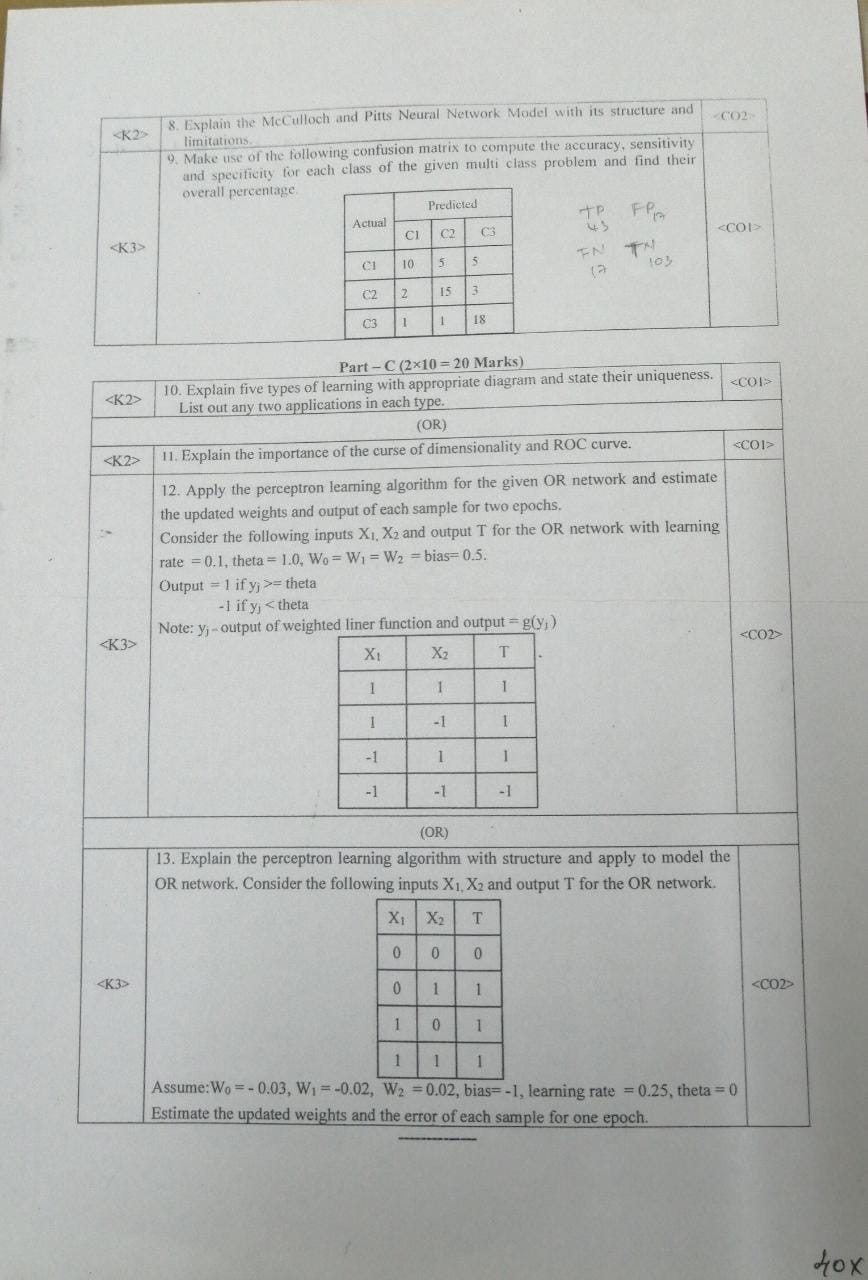 <K2>
8. Explain the McCulloch and Pitts Neural Network Model with its structure and
limitations.
<CO2>
<K3>
9. Make use of the following confusion matrix to compute the accuracy, sensitivity
and specificity for each class of the given multi class problem and find their
overall percentage.
Actual Predicted
C1 C2 C3
C1 10 5 5
C2 2 15 3
C3 1 1 18
TP FP 17
43
FN TN
17 103
<CO1>
Part – C (2×10 = 20 Marks)
<K2>
10. Explain five types of learning with appropriate diagram and state their uniqueness.
List out any two applications in each type.
<CO1>
(OR)
<K2>
11. Explain the importance of the curse of dimensionality and ROC curve.
<CO1>
<K3>
12. Apply the perceptron learning algorithm for the given OR network and estimate
the updated weights and output of each sample for two epochs.
Consider the following inputs X1, X2 and output T for the OR network with learning
rate = 0.1, theta = 1.0, W0 = W1 = W2 = bias= 0.5.
Output = 1 if yj >= theta
-1 if yj < theta
Note: yj – output of weighted liner function and output = g(yj)
X1 X2 T
1 1 1
1 -1 1
-1 1 1
-1 -1 -1
<CO2>
(OR)
<K3>
13. Explain the perceptron learning algorithm with structure and apply to model the
OR network. Consider the following inputs X1, X2 and output T for the OR network.
X1 X2 T
0 0 0
0 1 1
1 0 1
1 1 1
Assume:W0 = - 0.03, W1 = -0.02, W2 = 0.02, bias= -1, learning rate = 0.25, theta = 0
Estimate the updated weights and the error of each sample for one epoch.
<CO2>
40x